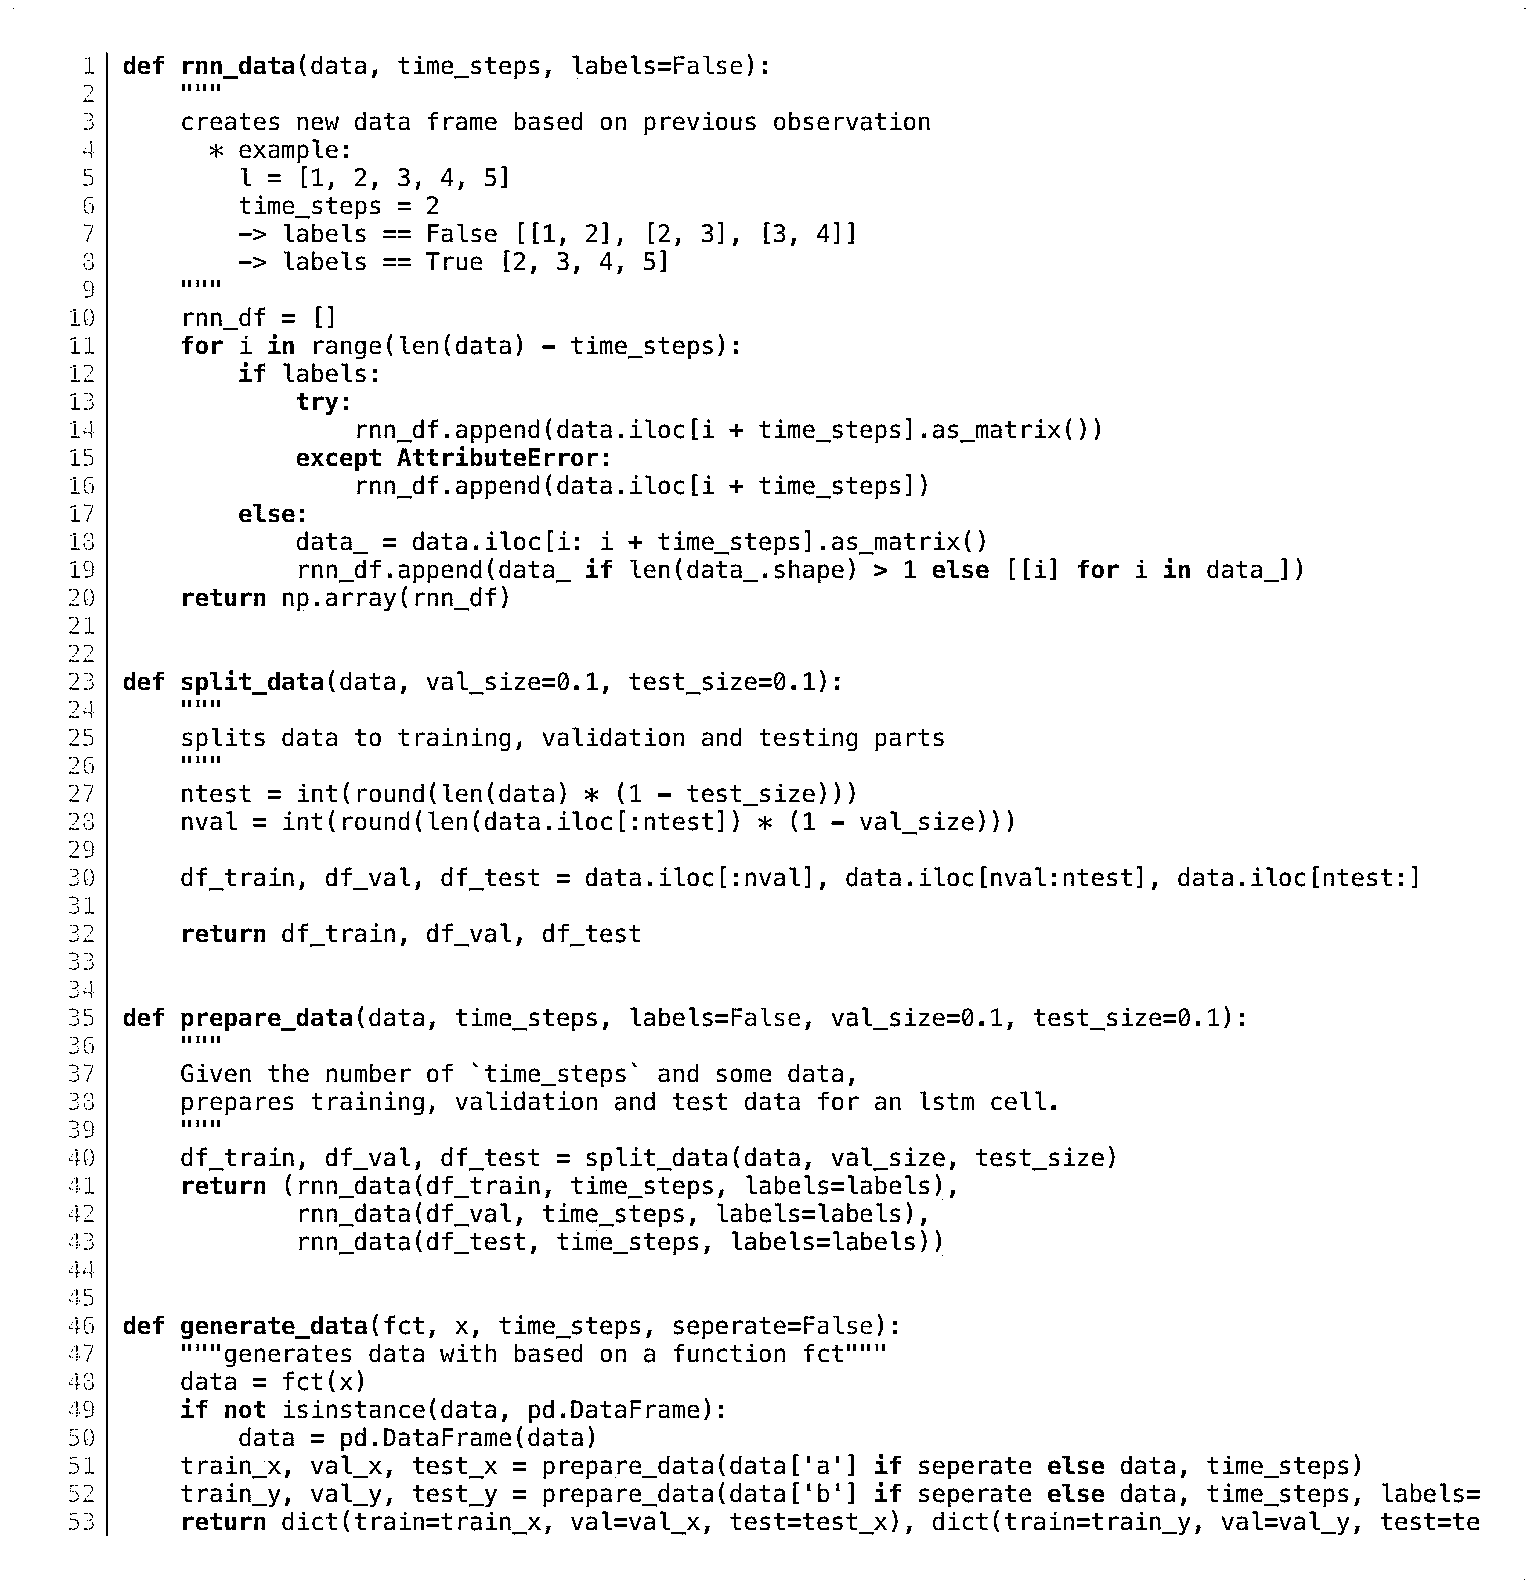 1 def rnn_data(data, time_steps, labels=False):
2     """
3     creates new data frame based on previous observation
4       * example:
5         l = [1, 2, 3, 4, 5]
6         time_steps = 2
7         -> labels == False [[1, 2], [2, 3], [3, 4]]
8         -> labels == True [2, 3, 4, 5]
9     """
10     rnn_df = []
11     for i in range(len(data) - time_steps):
12         if labels:
13             try:
14                 rnn_df.append(data.iloc[i + time_steps].as_matrix())
15             except AttributeError:
16                 rnn_df.append(data.iloc[i + time_steps])
17         else:
18             data_ = data.iloc[i: i + time_steps].as_matrix()
19             rnn_df.append(data_ if len(data_.shape) > 1 else [[i] for i in data_])
20     return np.array(rnn_df)
21
22
23 def split_data(data, val_size=0.1, test_size=0.1):
24     """
25     splits data to training, validation and testing parts
26     """
27     ntest = int(round(len(data) * (1 - test_size)))
28     nval = int(round(len(data.iloc[:ntest]) * (1 - val_size)))
29
30     df_train, df_val, df_test = data.iloc[:nval], data.iloc[nval:ntest], data.iloc[ntest:]
31
32     return df_train, df_val, df_test
33
34
35 def prepare_data(data, time_steps, labels=False, val_size=0.1, test_size=0.1):
36     """
37     Given the number of `time_steps` and some data,
38     prepares training, validation and test data for an lstm cell.
39     """
40     df_train, df_val, df_test = split_data(data, val_size, test_size)
41     return (rnn_data(df_train, time_steps, labels=labels),
42             rnn_data(df_val, time_steps, labels=labels),
43             rnn_data(df_test, time_steps, labels=labels))
44
45
46 def generate_data(fct, x, time_steps, seperate=False):
47     """generates data with based on a function fct"""
48     data = fct(x)
49     if not isinstance(data, pd.DataFrame):
50         data = pd.DataFrame(data)
51     train_x, val_x, test_x = prepare_data(data['a'] if seperate else data, time_steps)
52     train_y, val_y, test_y = prepare_data(data['b'] if seperate else data, time_steps, labels=
53     return dict(train=train_x, val=val_x, test=test_x), dict(train=train_y, val=val_y, test=te